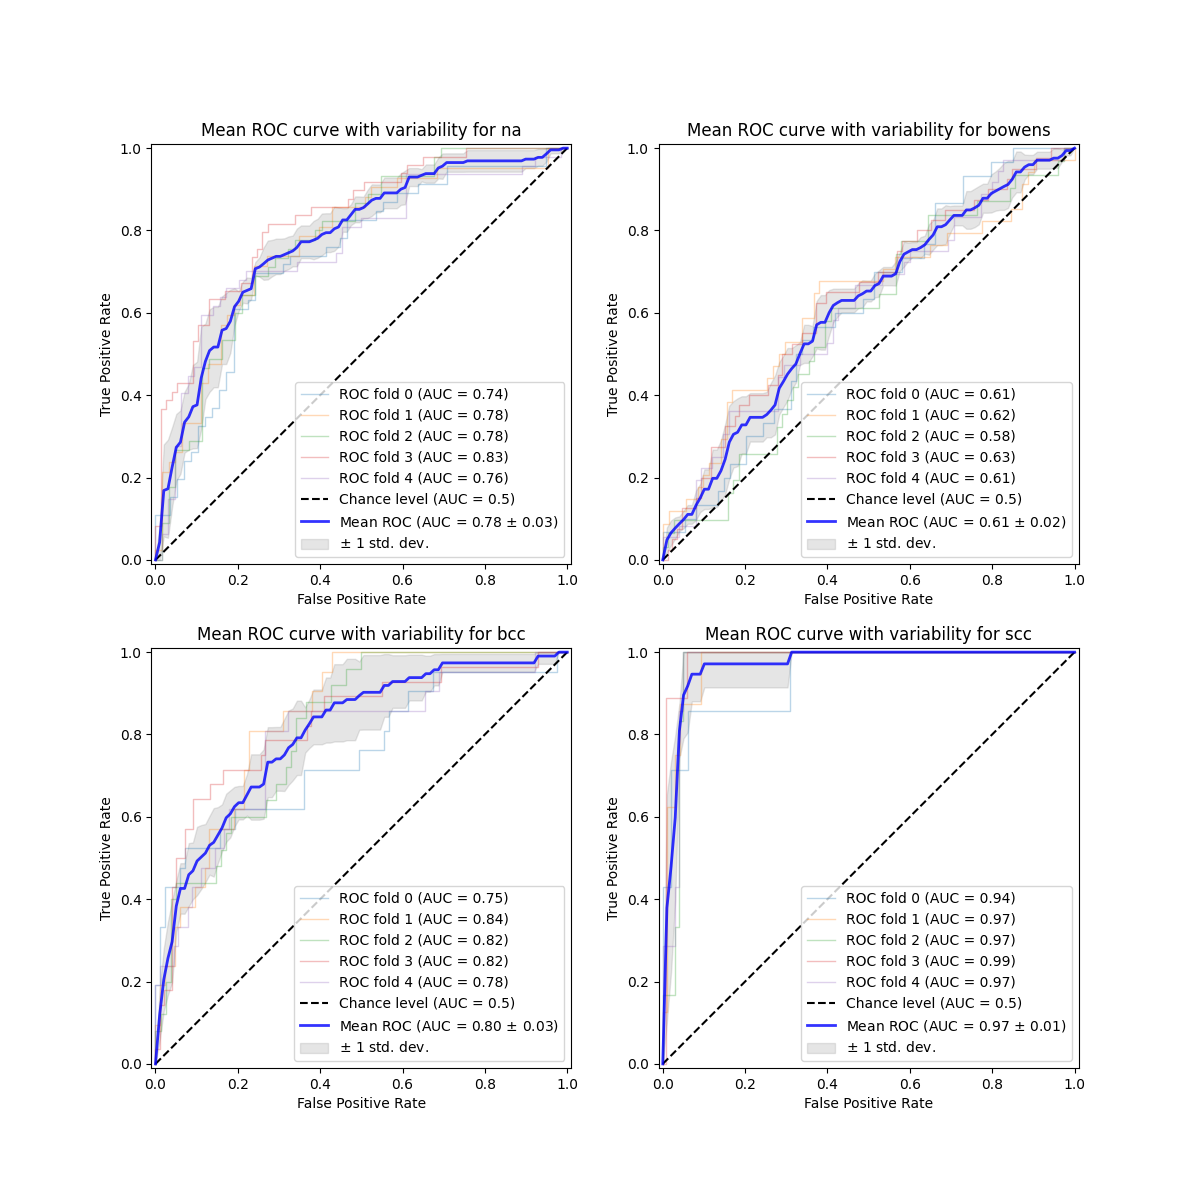 Mean ROC curve with variability for na
1.0
0.8
0.6
0.4
0.2
0.0
True Positive Rate
ROC fold 0 (AUC = 0.74)
ROC fold 1 (AUC = 0.78)
ROC fold 2 (AUC = 0.78)
ROC fold 3 (AUC = 0.83)
ROC fold 4 (AUC = 0.76)
Chance level (AUC = 0.5)
Mean ROC (AUC = 0.78 ± 0.03)
± 1 std. dev.
0.0 0.2 0.4 0.6 0.8 1.0
False Positive Rate
Mean ROC curve with variability for bowens
1.0
0.8
0.6
0.4
0.2
0.0
True Positive Rate
ROC fold 0 (AUC = 0.61)
ROC fold 1 (AUC = 0.62)
ROC fold 2 (AUC = 0.58)
ROC fold 3 (AUC = 0.63)
ROC fold 4 (AUC = 0.61)
Chance level (AUC = 0.5)
Mean ROC (AUC = 0.61 ± 0.02)
± 1 std. dev.
0.0 0.2 0.4 0.6 0.8 1.0
False Positive Rate
Mean ROC curve with variability for bcc
1.0
0.8
0.6
0.4
0.2
0.0
True Positive Rate
ROC fold 0 (AUC = 0.75)
ROC fold 1 (AUC = 0.84)
ROC fold 2 (AUC = 0.82)
ROC fold 3 (AUC = 0.82)
ROC fold 4 (AUC = 0.78)
Chance level (AUC = 0.5)
Mean ROC (AUC = 0.80 ± 0.03)
± 1 std. dev.
0.0 0.2 0.4 0.6 0.8 1.0
False Positive Rate
Mean ROC curve with variability for scc
1.0
0.8
0.6
0.4
0.2
0.0
True Positive Rate
ROC fold 0 (AUC = 0.94)
ROC fold 1 (AUC = 0.97)
ROC fold 2 (AUC = 0.97)
ROC fold 3 (AUC = 0.99)
ROC fold 4 (AUC = 0.97)
Chance level (AUC = 0.5)
Mean ROC (AUC = 0.97 ± 0.01)
± 1 std. dev.
0.0 0.2 0.4 0.6 0.8 1.0
False Positive Rate